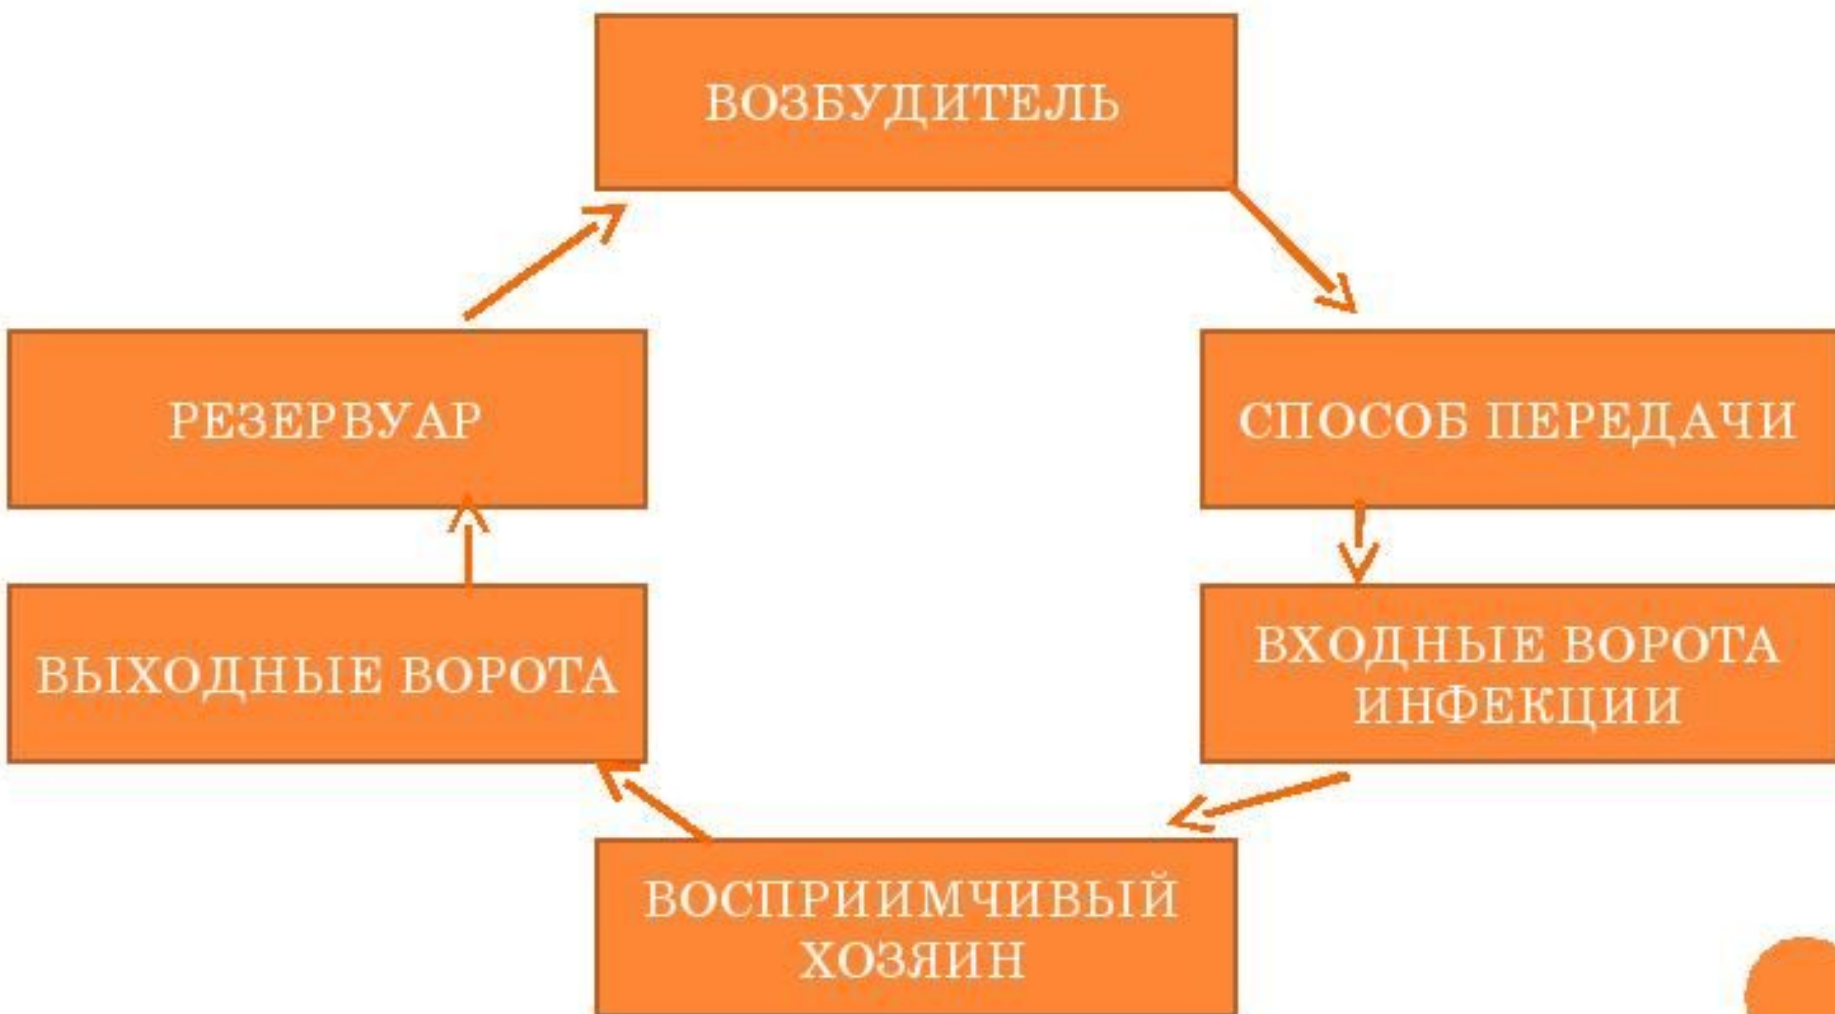 ВОЗБУДИТЕЛЬ
РЕЗЕРВУАР
СПОСОБ ПЕРЕДАЧИ
ВЫХОДНЫЕ ВОРОТА
ВХОДНЫЕ ВОРОТА
ИНФЕКЦИИ
ВОСПРИИМЧИВЫЙ
ХОЗЯИН